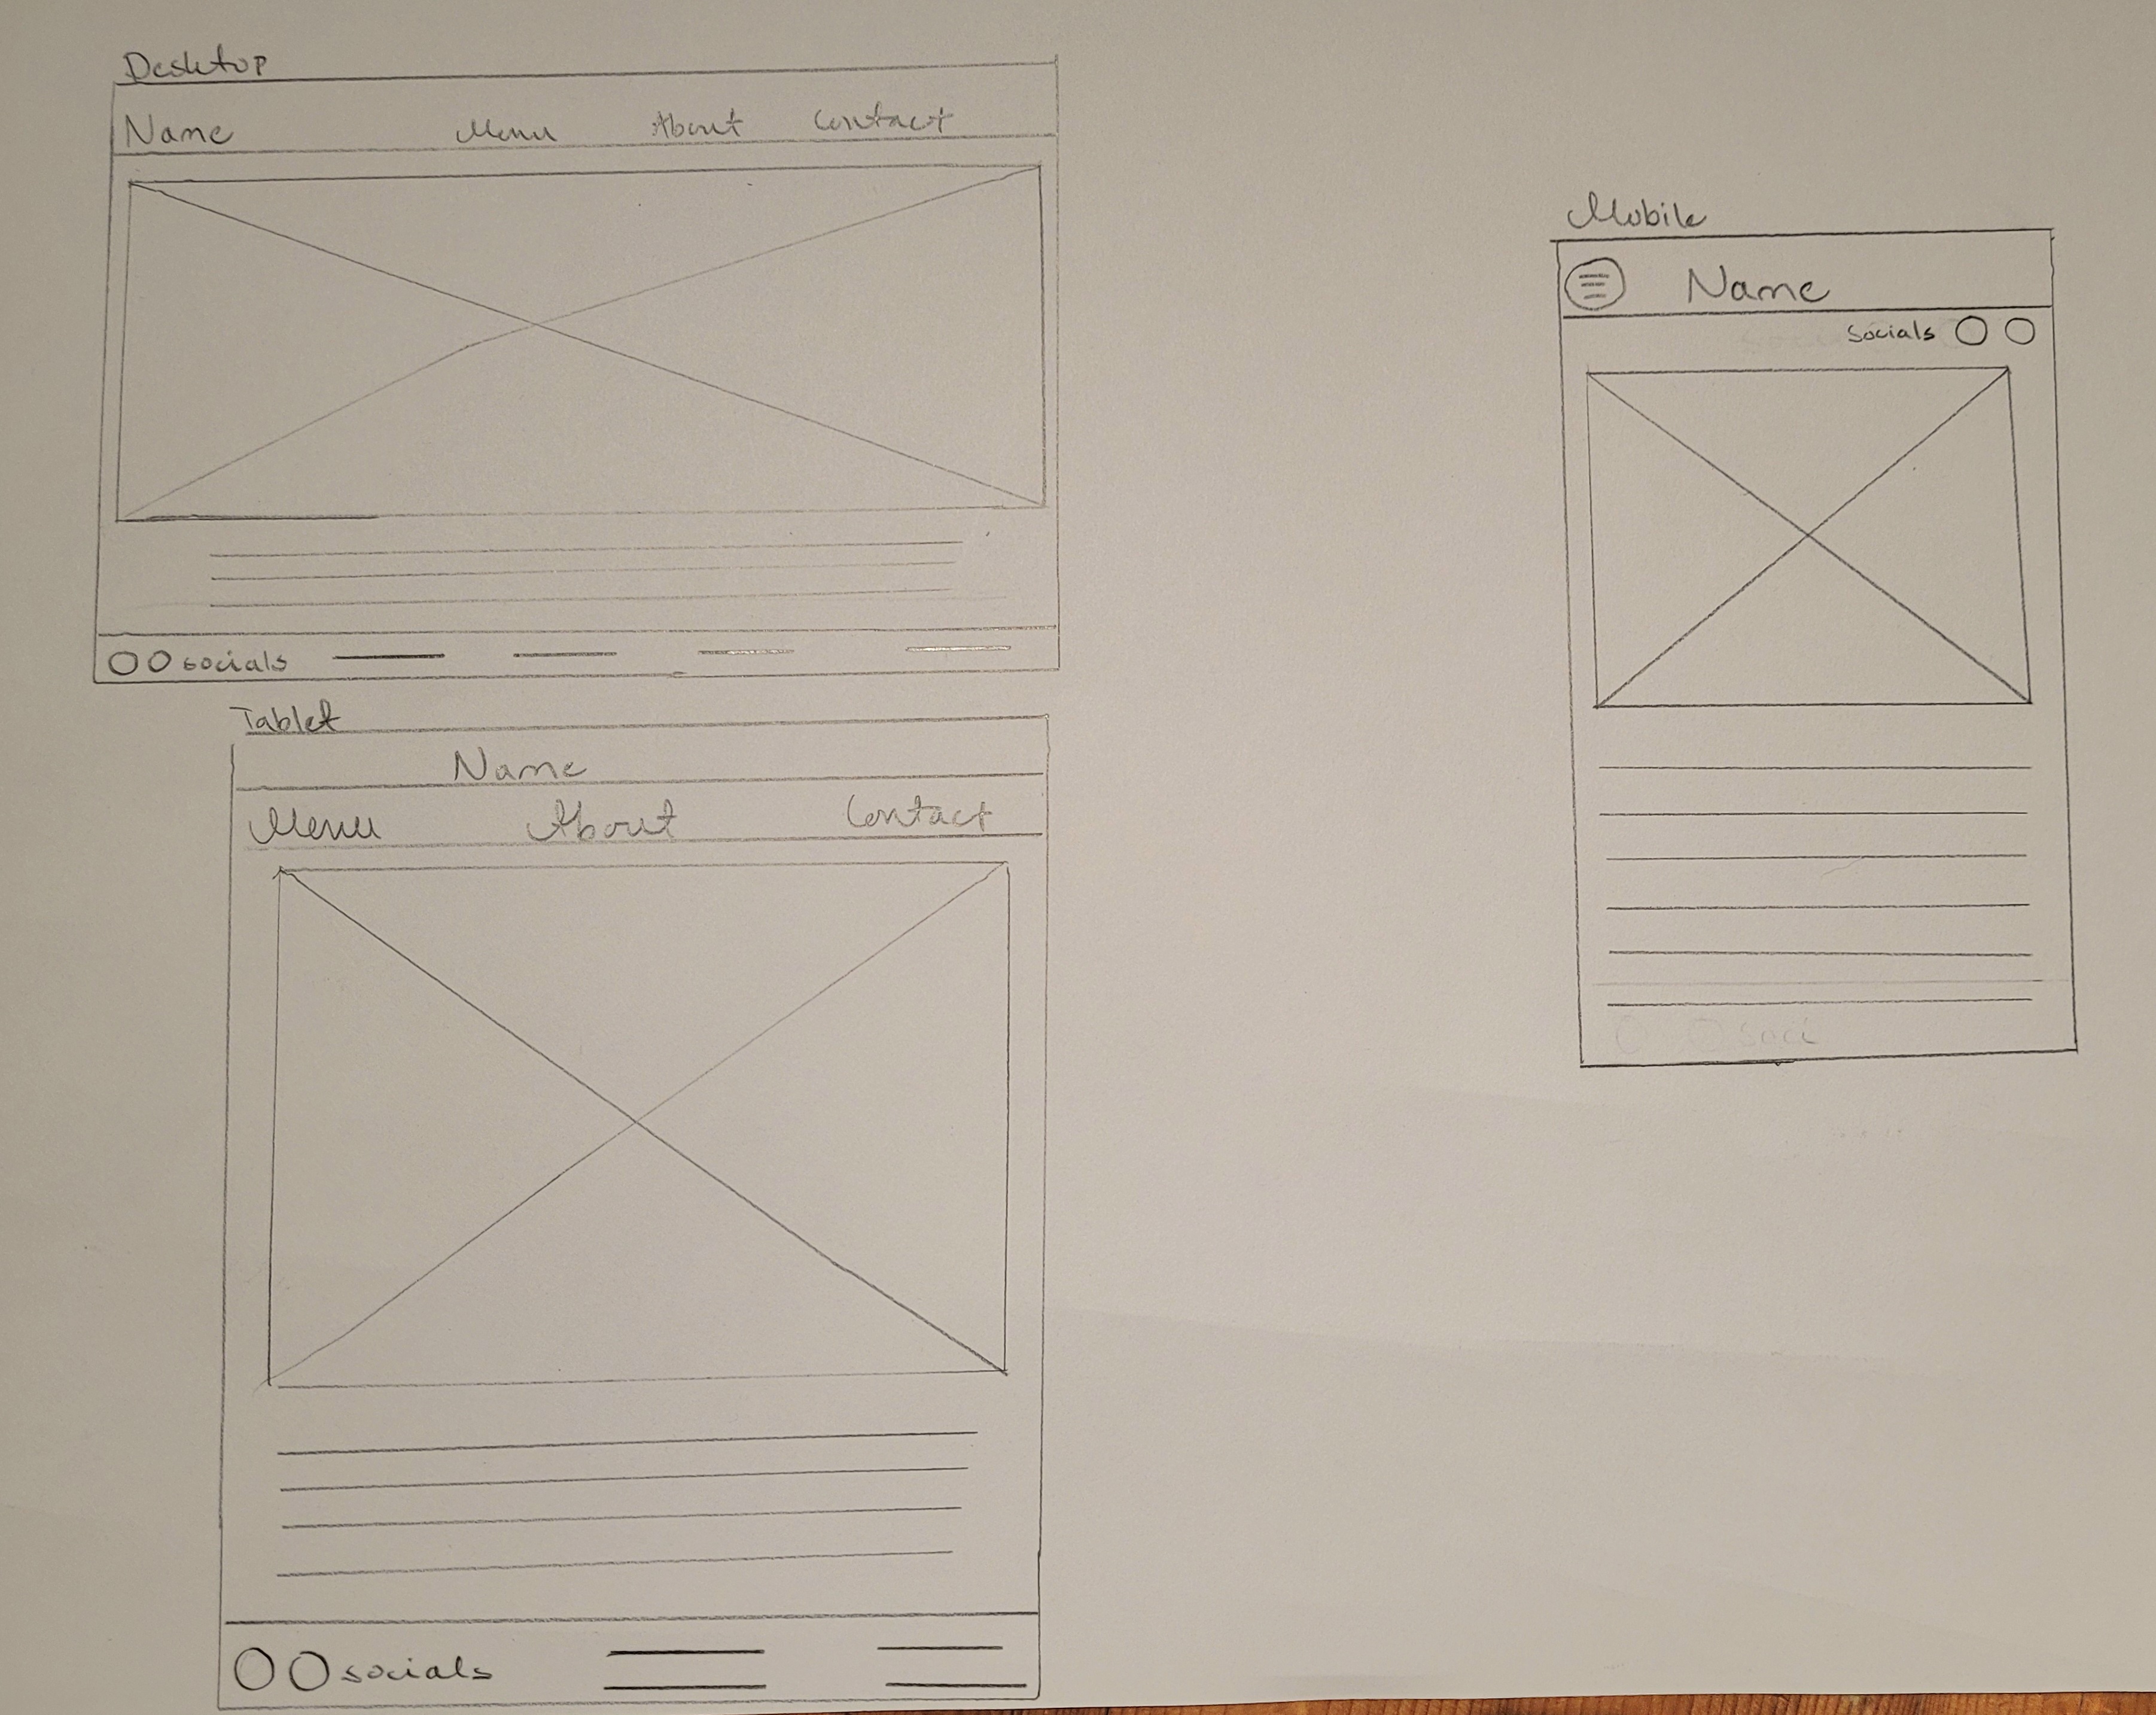 Desktop
Name Menu About Contact
socials
Tablet
Name
Menu About Contact
socials
Mobile
Name
socials
Soci